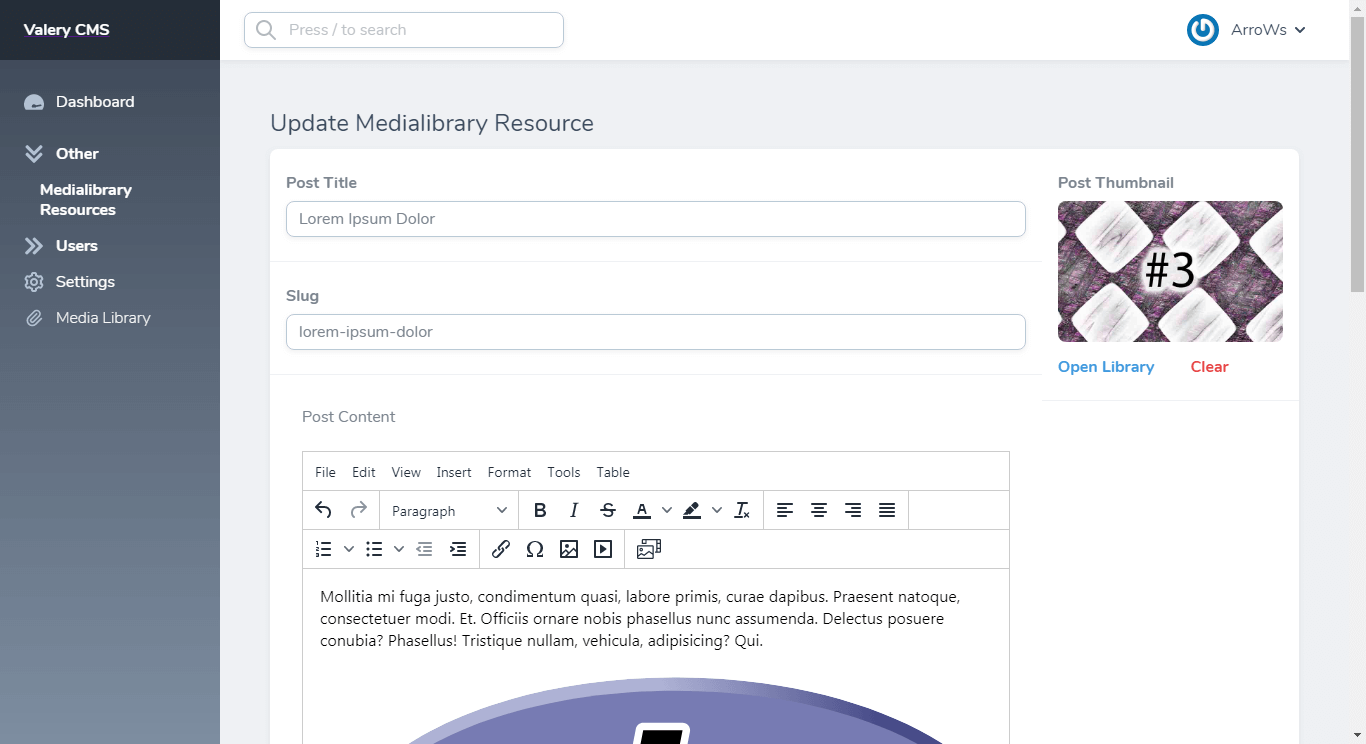 Valery CMS
Press / to search
ArroWs
Dashboard
Other
Medialibrary
Resources
Users
Settings
Media Library
Update Medialibrary Resource
Post Title
Lorem Ipsum Dolor
Slug
lorem-ipsum-dolor
Post Thumbnail
#3
Open Library Clear
Post Content
File Edit View Insert Format Tools Table
Paragraph
Mollitia mi fuga justo, condimentum quasi, labore primis, curae dapibus. Praesent natoque,
consectetuer modi. Et. Officiis ornare nobis phasellus nunc assumenda. Delectus posuere
conubia? Phasellus! Tristique nullam, vehicula, adipisicing? Qui.